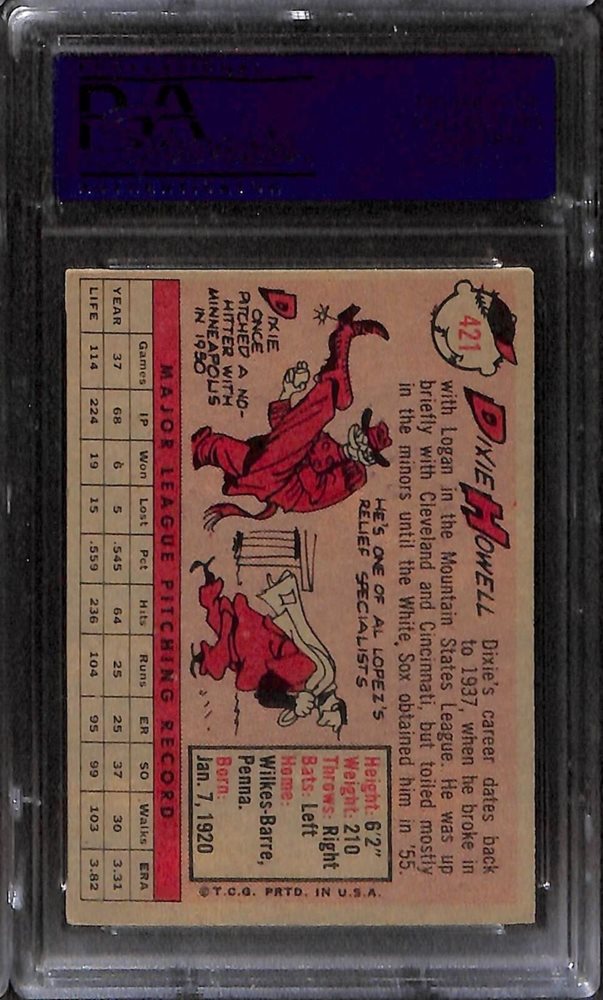 PSA
421
DIXIE HOWELL
Dixie's career dates back
to 1937, when he broke in
with Logan in the Mountain States League. He was up
briefly with Cleveland and Cincinnati, but toiled mostly
in the minors until the White Sox obtained him in '55.
DIXIE
ONCE
PITCHED A NO-
HITTER WITH
MINNEAPOLIS
IN 1950
HE'S ONE OF AL LOPEZ'S
RELIEF SPECIALISTS
Height: 6'2"
Weight: 210
Throws: Right
Bats: Left
Home:
Wilkes-Barre,
Penna.
Born:
Jan. 7, 1920
MAJOR LEAGUE PITCHING RECORD
Games IP Won Lost Pct Hits Runs ER SO Walks ERA
YEAR 37 68 6 5 .545 64 25 25 37 30 3.31
LIFE 114 224 19 15 .559 236 104 95 99 103 3.82
©T.C.G. PRTD. IN U.S.A.